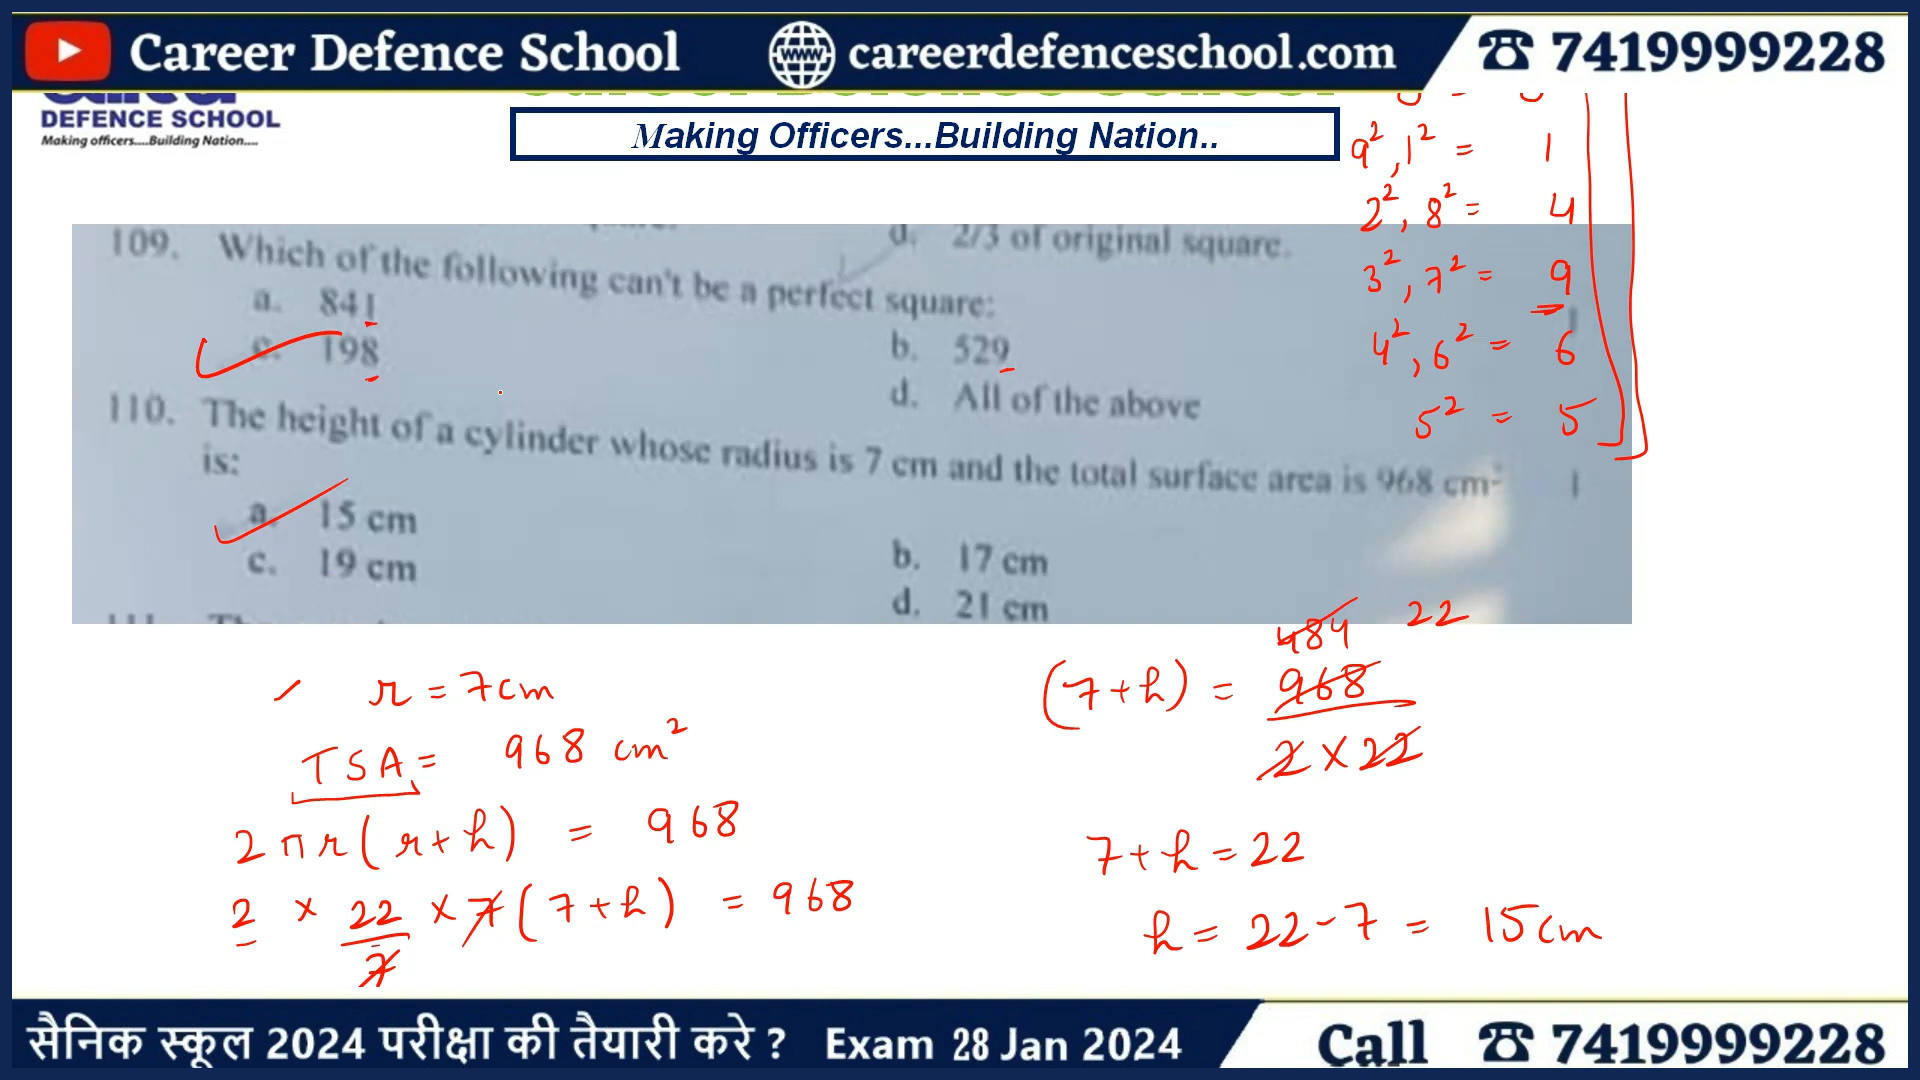 Career Defence School
careerdefenceschool.com
☎ 7419999228
DEFENCE SCHOOL
Making officers....Building Nation....
Making Officers...Building Nation..
9², 1² = 1
2², 8² = 4
3², 7² = 9
4², 6² = 6
5² = 5
d. 2/3 of original square.
109. Which of the following can't be a perfect square: 1
a. 841
b. 529
c. 198
d. All of the above
110. The height of a cylinder whose radius is 7 cm and the total surface area is 968 cm² 1
is:
a. 15 cm
b. 17 cm
c. 19 cm
d. 21 cm
r = 7cm
TSA = 968 cm²
2πr(r+h) = 968
2 × 22/7 × 7(7+h) = 968
484 22
(7+h) = 968
2×22
7+h=22
h = 22-7 = 15cm
सैनिक स्कूल 2024 परीक्षा की तैयारी करे ? Exam 28 Jan 2024
Call ☎ 7419999228